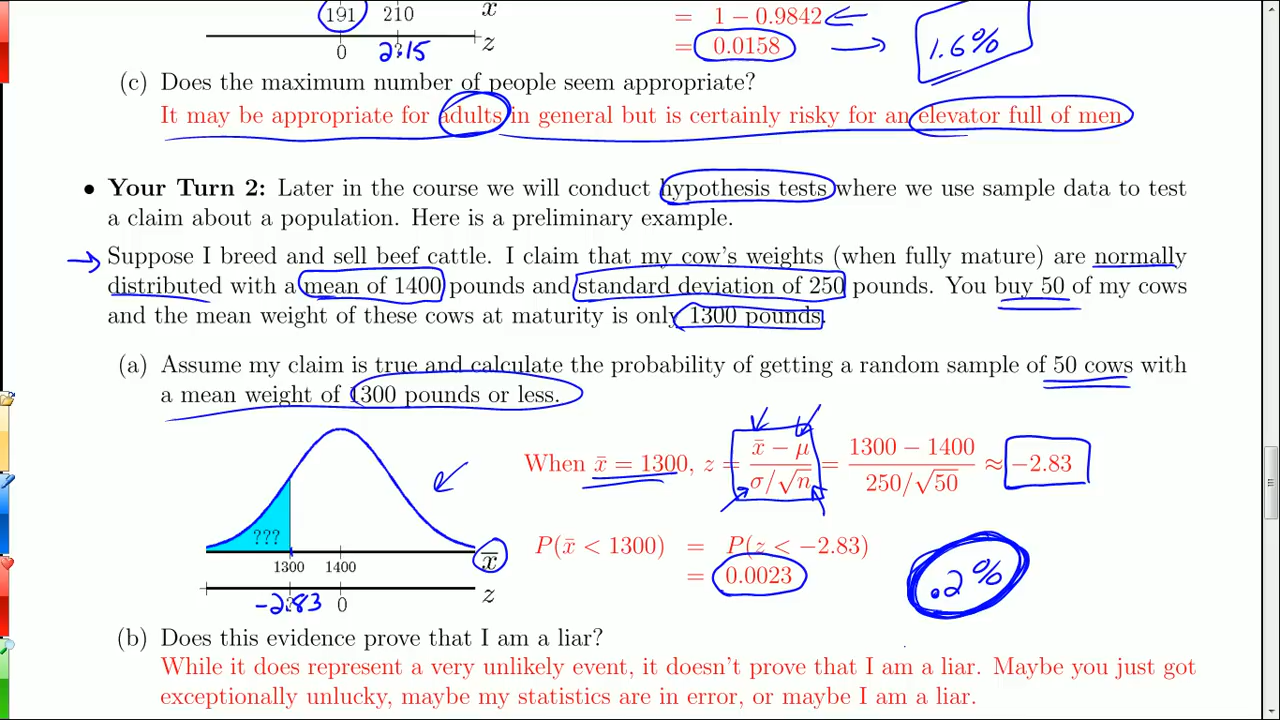 191 210 x = 1 − 0.9842
0 2.15 z = 0.0158 1.6%
(c) Does the maximum number of people seem appropriate?
It may be appropriate for adults in general but is certainly risky for an elevator full of men.
• Your Turn 2: Later in the course we will conduct hypothesis tests where we use sample data to test
a claim about a population. Here is a preliminary example.
Suppose I breed and sell beef cattle. I claim that my cow's weights (when fully mature) are normally
distributed with a mean of 1400 pounds and standard deviation of 250 pounds. You buy 50 of my cows
and the mean weight of these cows at maturity is only 1300 pounds.
(a) Assume my claim is true and calculate the probability of getting a random sample of 50 cows with
a mean weight of 1300 pounds or less.
When x̄ = 1300, z = (x̄ − μ)/(σ/√n) = (1300 − 1400)/(250/√50) ≈ −2.83
???
1300 1400 x̄
−2.83 0 z
P(x̄ < 1300) = P(z < −2.83)
= 0.0023 .2%
(b) Does this evidence prove that I am a liar?
While it does represent a very unlikely event, it doesn't prove that I am a liar. Maybe you just got
exceptionally unlucky, maybe my statistics are in error, or maybe I am a liar.